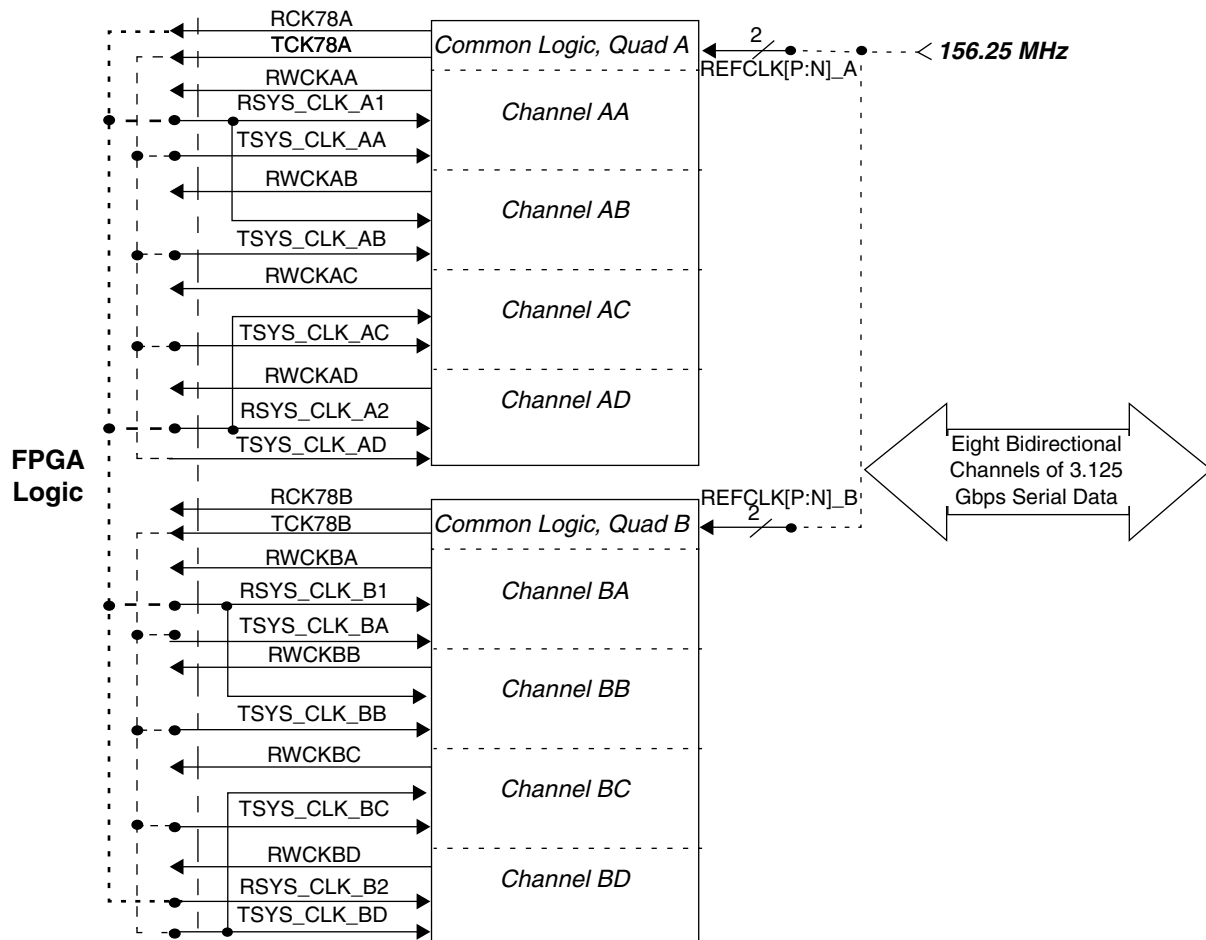 RCK78A
TCK78A
Common Logic, Quad A
2
REFCLK[P:N]_A
156.25 MHz
RWCKAA
RSYS_CLK_A1
Channel AA
TSYS_CLK_AA
RWCKAB
Channel AB
TSYS_CLK_AB
RWCKAC
Channel AC
TSYS_CLK_AC
RWCKAD
Channel AD
RSYS_CLK_A2
TSYS_CLK_AD
FPGA
Logic
Eight Bidirectional
Channels of 3.125
Gbps Serial Data
RCK78B
TCK78B
Common Logic, Quad B
REFCLK[P:N]_B
2
RWCKBA
RSYS_CLK_B1
Channel BA
TSYS_CLK_BA
RWCKBB
Channel BB
TSYS_CLK_BB
RWCKBC
Channel BC
TSYS_CLK_BC
RWCKBD
Channel BD
RSYS_CLK_B2
TSYS_CLK_BD